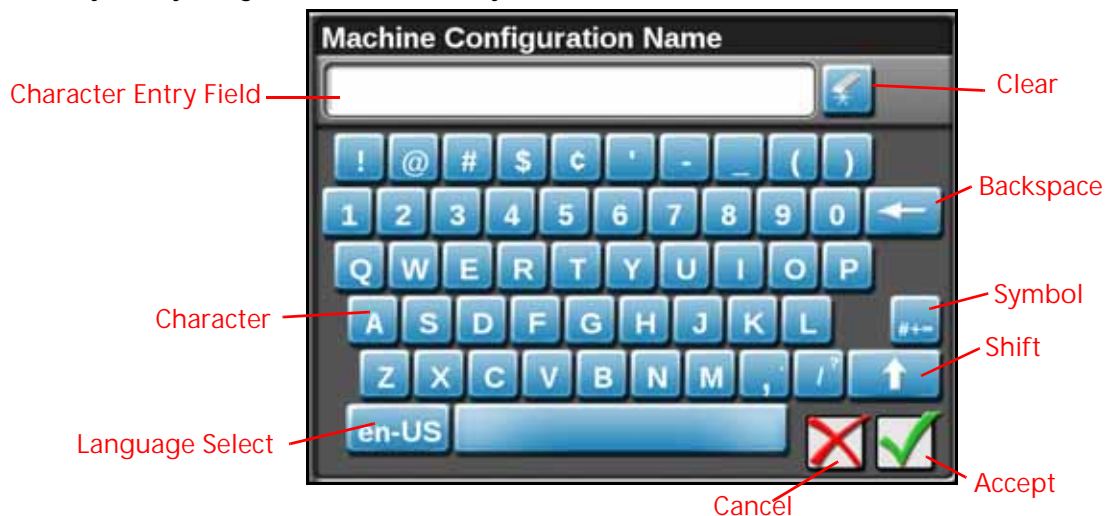 Machine Configuration Name
Character Entry Field
Clear
! @ # $ ¢ ' - _ ( )
Backspace
1 2 3 4 5 6 7 8 9 0
Q W E R T Y U I O P
Symbol
Character
A S D F G H J K L #+=
Shift
Z X C V B N M , ' / ?
Language Select
en-US
Cancel
Accept